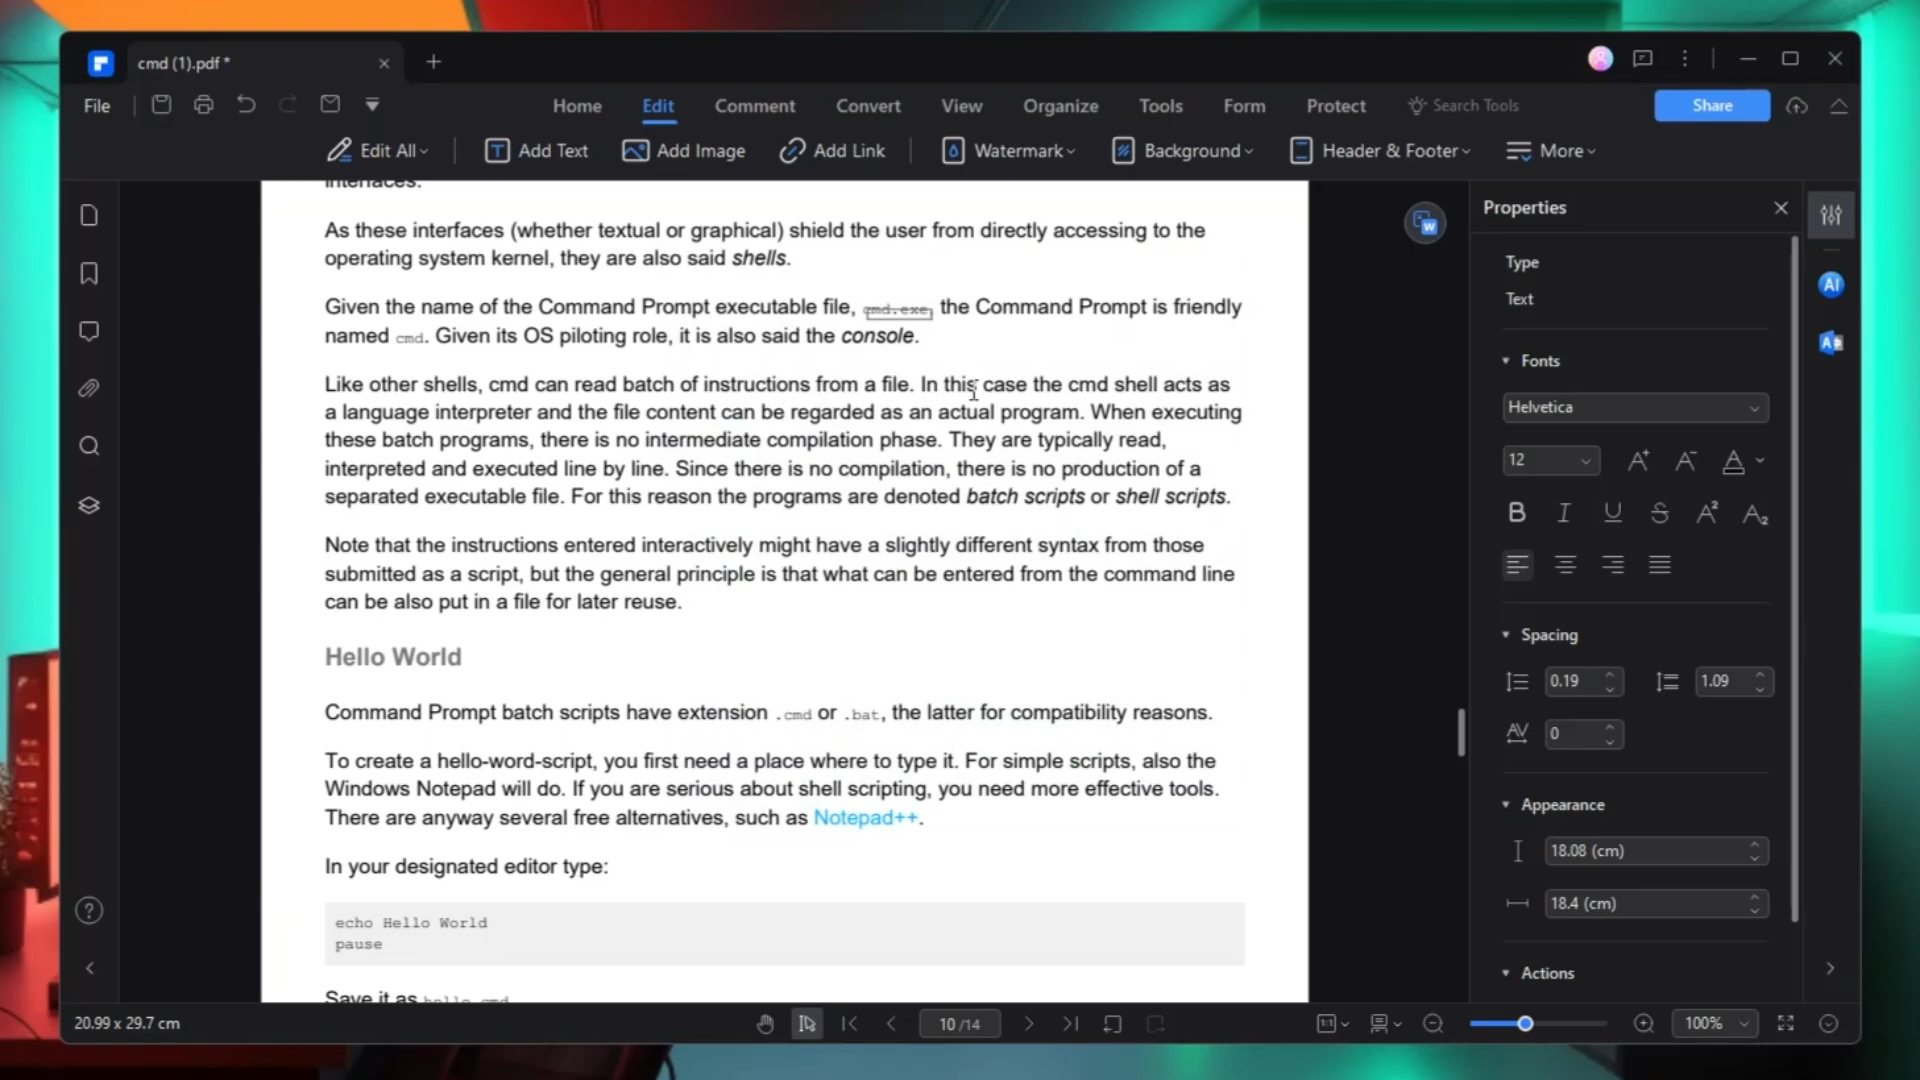 cmd (1).pdf *
File
Home
Edit
Comment
Convert
View
Organize
Tools
Form
Protect
Search Tools
Share
Edit All
Add Text
Add Image
Add Link
Watermark
Background
Header & Footer
More
interfaces.
As these interfaces (whether textual or graphical) shield the user from directly accessing to the
operating system kernel, they are also said shells.
Given the name of the Command Prompt executable file, cmd.exe, the Command Prompt is friendly
named cmd. Given its OS piloting role, it is also said the console.
Like other shells, cmd can read batch of instructions from a file. In this case the cmd shell acts as
a language interpreter and the file content can be regarded as an actual program. When executing
these batch programs, there is no intermediate compilation phase. They are typically read,
interpreted and executed line by line. Since there is no compilation, there is no production of a
separated executable file. For this reason the programs are denoted batch scripts or shell scripts.
Note that the instructions entered interactively might have a slightly different syntax from those
submitted as a script, but the general principle is that what can be entered from the command line
can be also put in a file for later reuse.
Hello World
Command Prompt batch scripts have extension .cmd or .bat, the latter for compatibility reasons.
To create a hello-word-script, you first need a place where to type it. For simple scripts, also the
Windows Notepad will do. If you are serious about shell scripting, you need more effective tools.
There are anyway several free alternatives, such as Notepad++.
In your designated editor type:
echo Hello World
pause
Save it as hello.cmd
W
Properties
Type
Text
Fonts
Helvetica
12
A+ A- A
B I U S A2 A2
Spacing
0.19
1.09
AV
0
Appearance
18.08 (cm)
18.4 (cm)
Actions
AI
A
20.99 x 29.7 cm
10 /14
1:1
100%